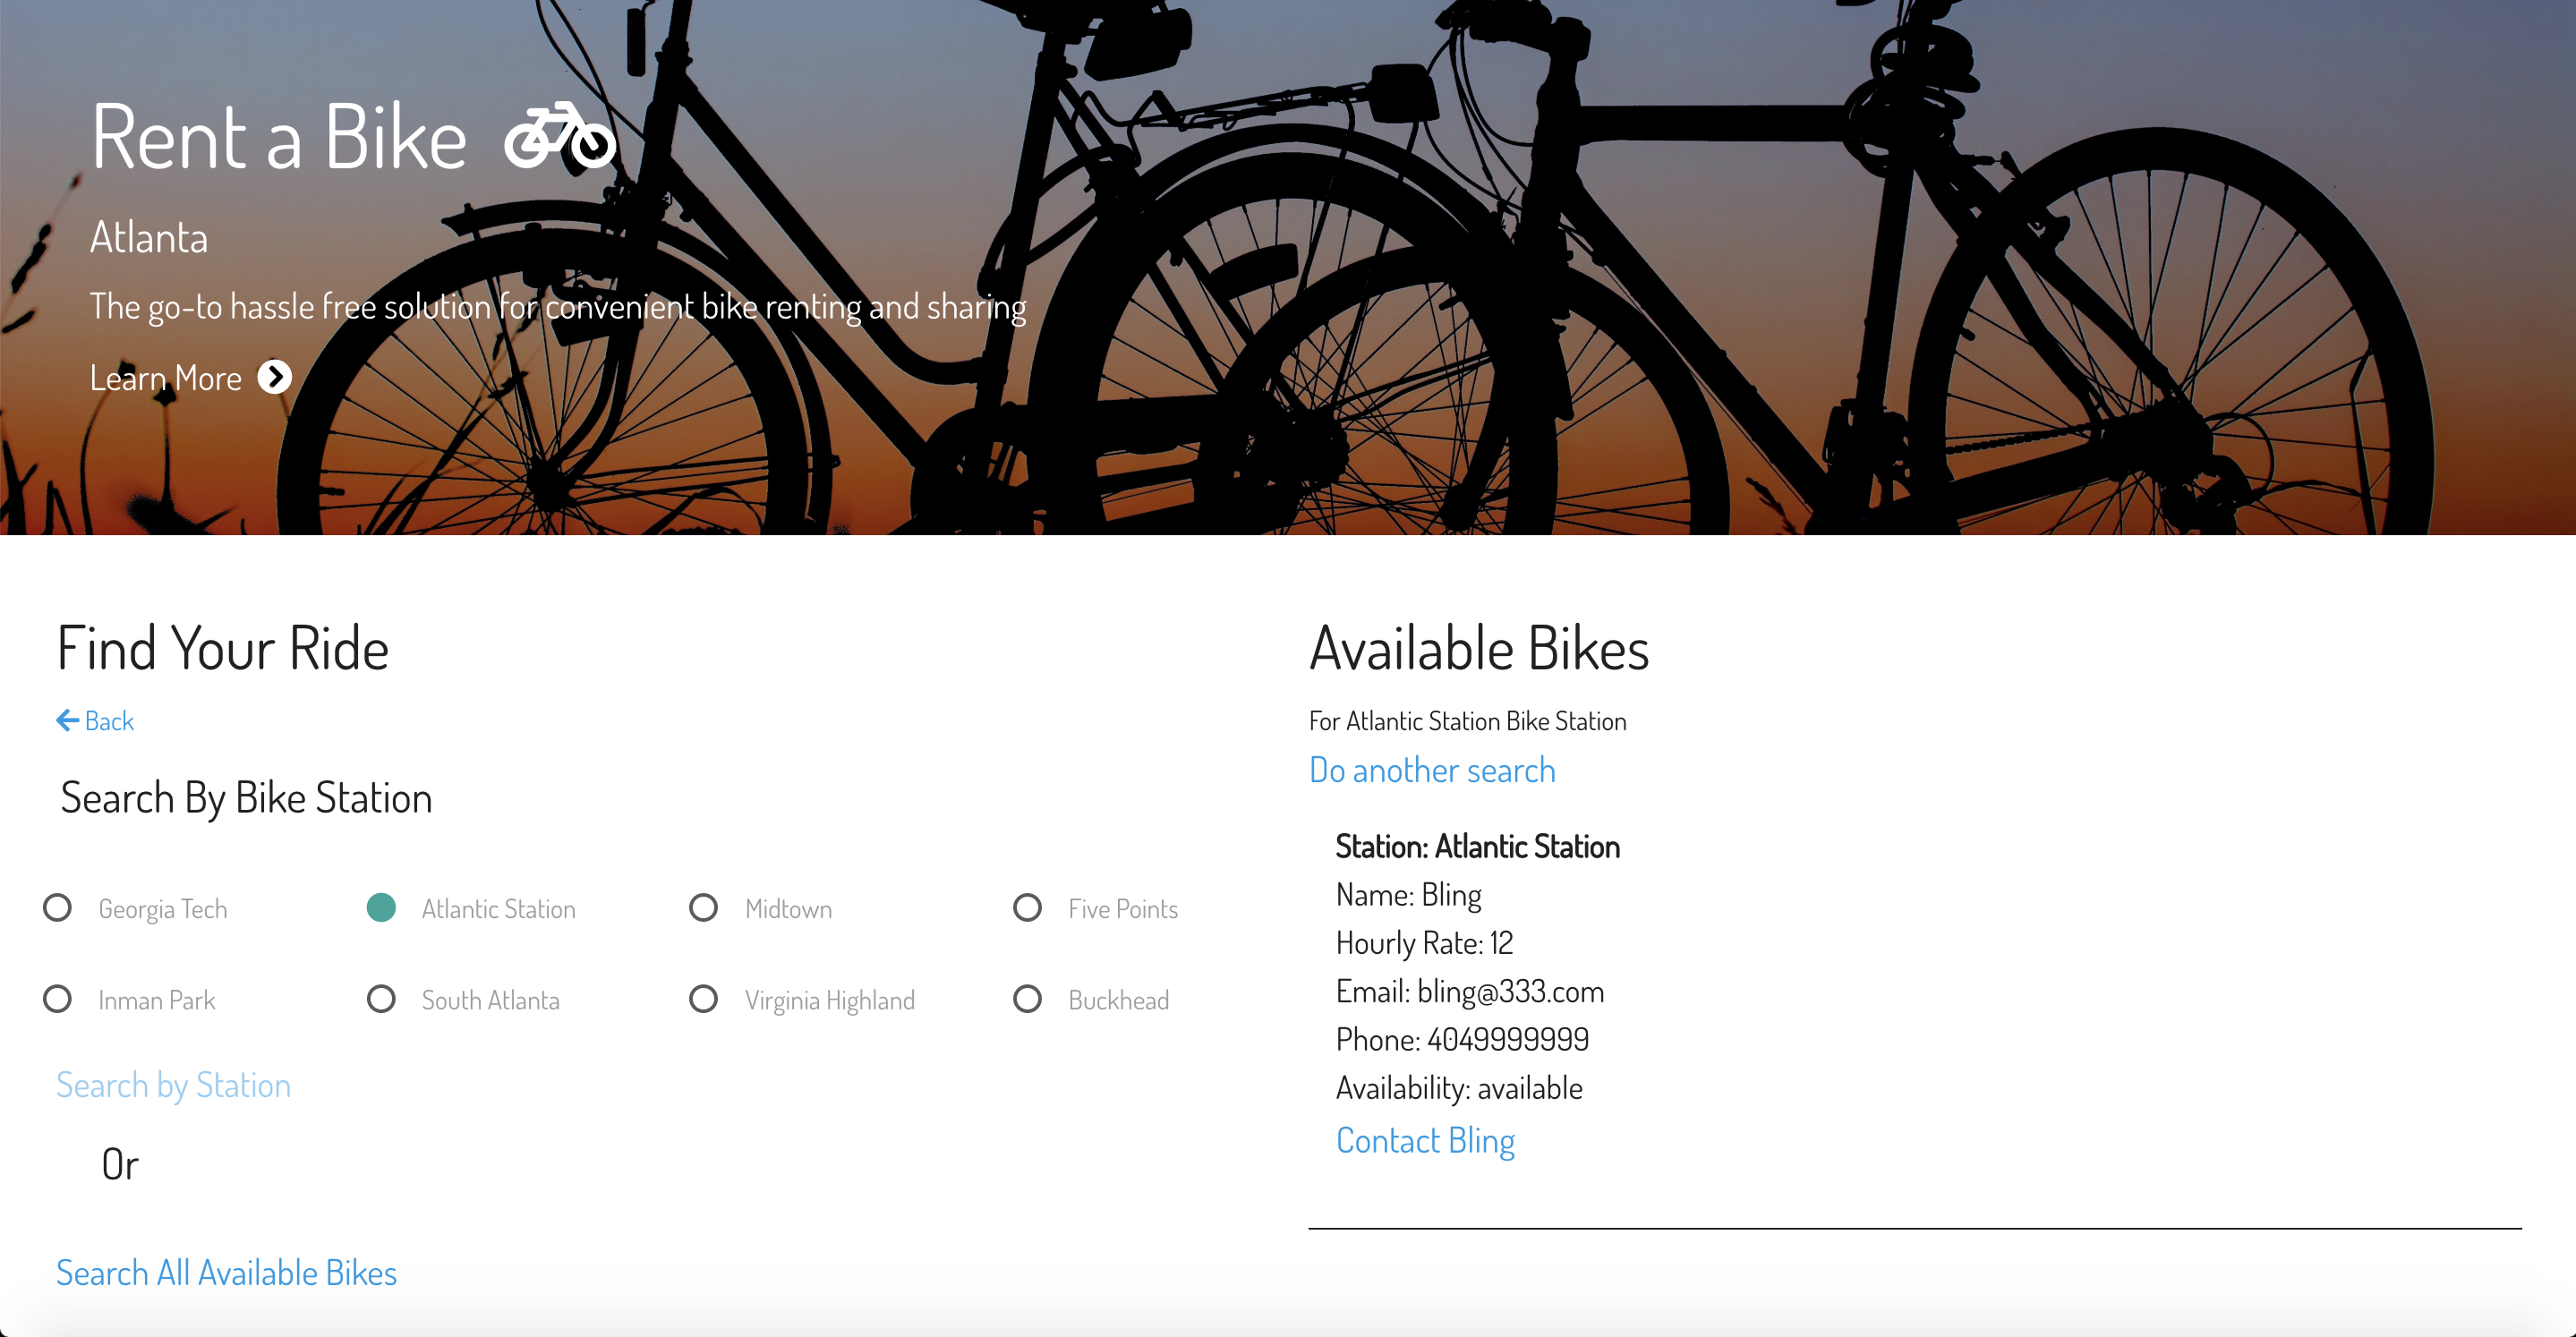 Rent a Bike
Atlanta
The go-to hassle free solution for convenient bike renting and sharing
Learn More
Find Your Ride
Back
Search By Bike Station
Georgia Tech
Atlantic Station
Midtown
Five Points
Inman Park
South Atlanta
Virginia Highland
Buckhead
Search by Station
Or
Search All Available Bikes
Available Bikes
For Atlantic Station Bike Station
Do another search
Station: Atlantic Station
Name: Bling
Hourly Rate: 12
Email: bling@333.com
Phone: 4049999999
Availability: available
Contact Bling